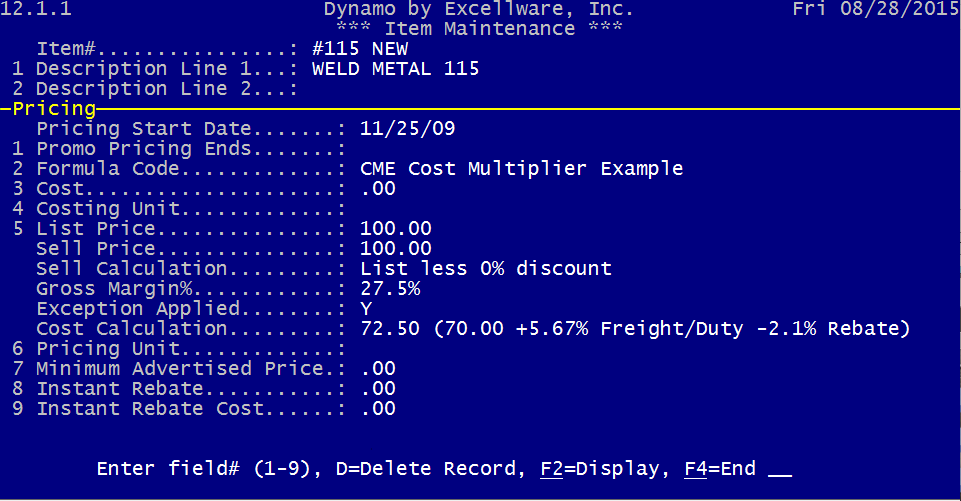 12.1.1 Dynamo by Excellware, Inc. Fri 08/28/2015
*** Item Maintenance ***
Item#................: #115 NEW
1 Description Line 1...: WELD METAL 115
2 Description Line 2...:
Pricing
Pricing Start Date.......: 11/25/09
1 Promo Pricing Ends.......:
2 Formula Code.............: CME Cost Multiplier Example
3 Cost.....................: .00
4 Costing Unit.............:
5 List Price...............: 100.00
Sell Price...............: 100.00
Sell Calculation.........: List less 0% discount
Gross Margin%............: 27.5%
Exception Applied........: Y
Cost Calculation.........: 72.50 (70.00 +5.67% Freight/Duty -2.1% Rebate)
6 Pricing Unit.............:
7 Minimum Advertised Price.: .00
8 Instant Rebate...........: .00
9 Instant Rebate Cost......: .00
Enter field# (1-9), D=Delete Record, F2=Display, F4=End __